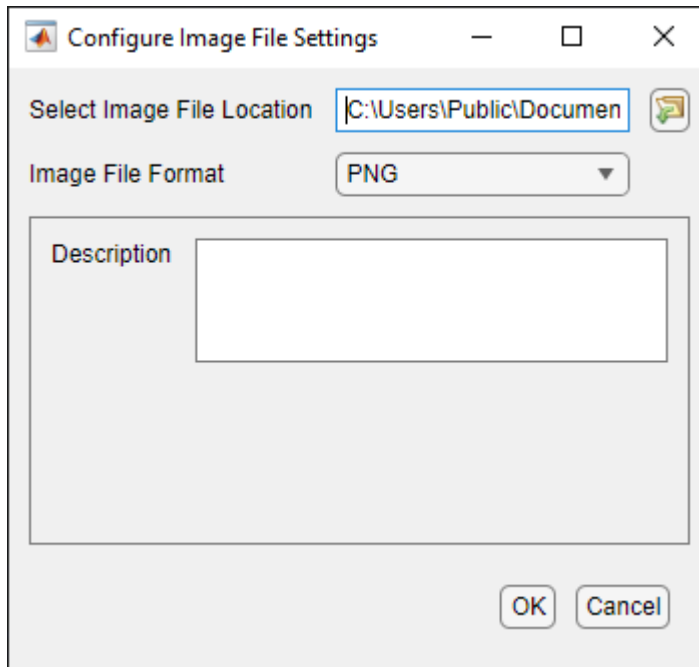 Configure Image File Settings
Select Image File Location C:\Users\Public\Documen
Image File Format PNG
Description
OK Cancel